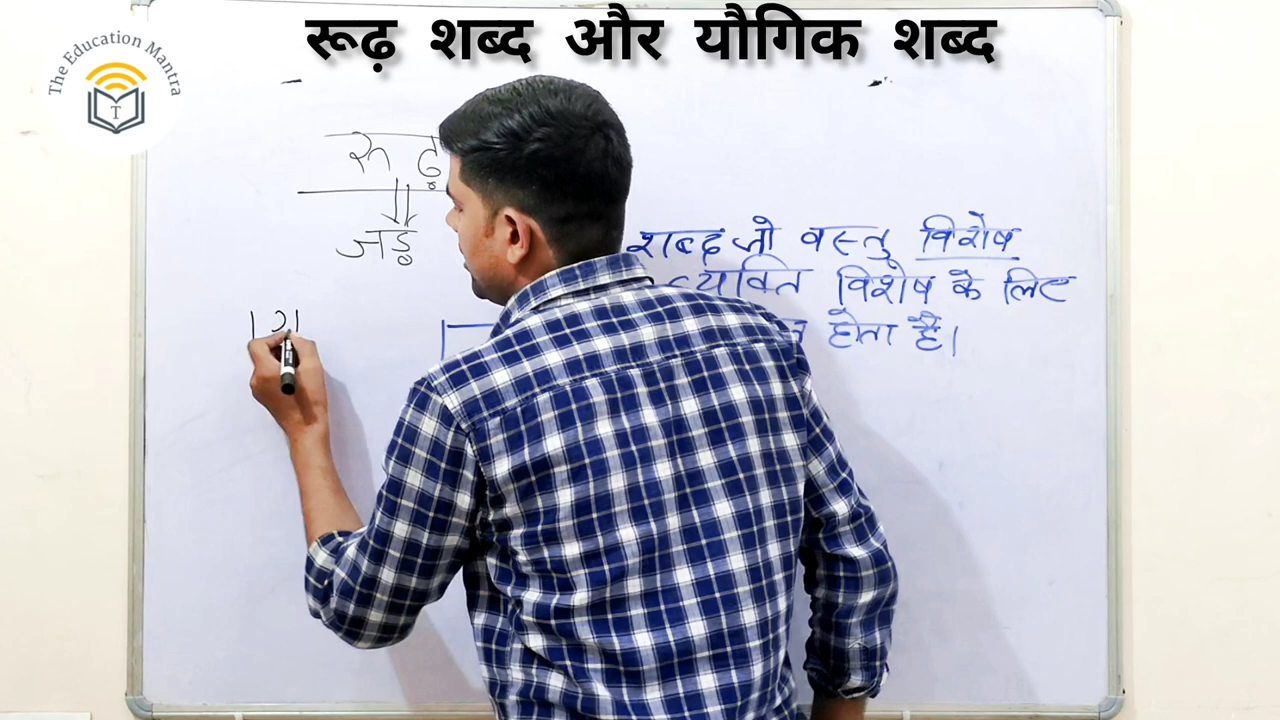 The Education Mantra
T
रूढ़ शब्द और यौगिक शब्द
रूढ़
जड़
शब्द जो वस्तु विशेष
व्यक्ति विशेष के लिए
होता है।